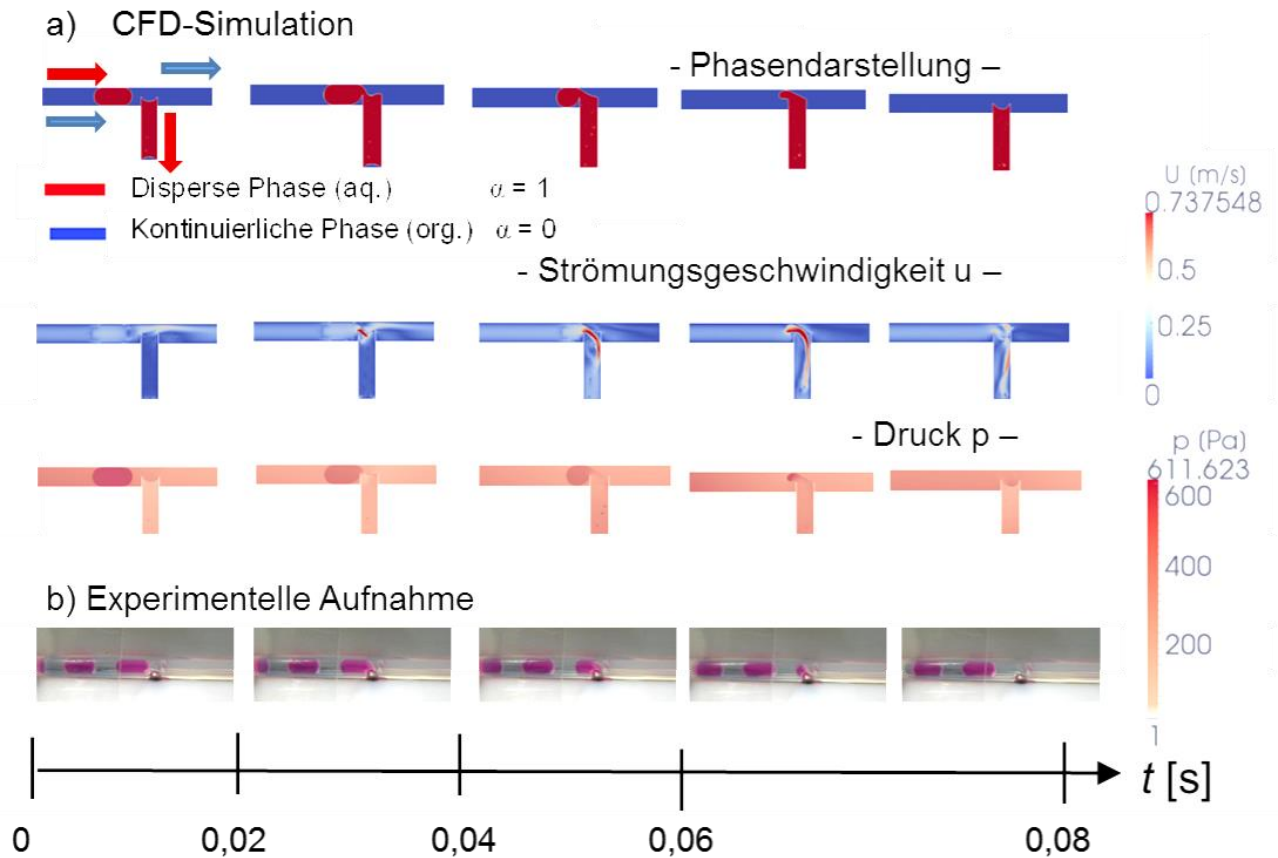 a) CFD-Simulation
- Phasendarstellung –
Disperse Phase (aq.) α = 1
Kontinuierliche Phase (org.) α = 0
- Strömungsgeschwindigkeit u –
U (m/s)
0.737548
0.5
0.25
0
- Druck p –
p (Pa)
611.623
600
400
200
1
b) Experimentelle Aufnahme
t [s]
0 0,02 0,04 0,06 0,08